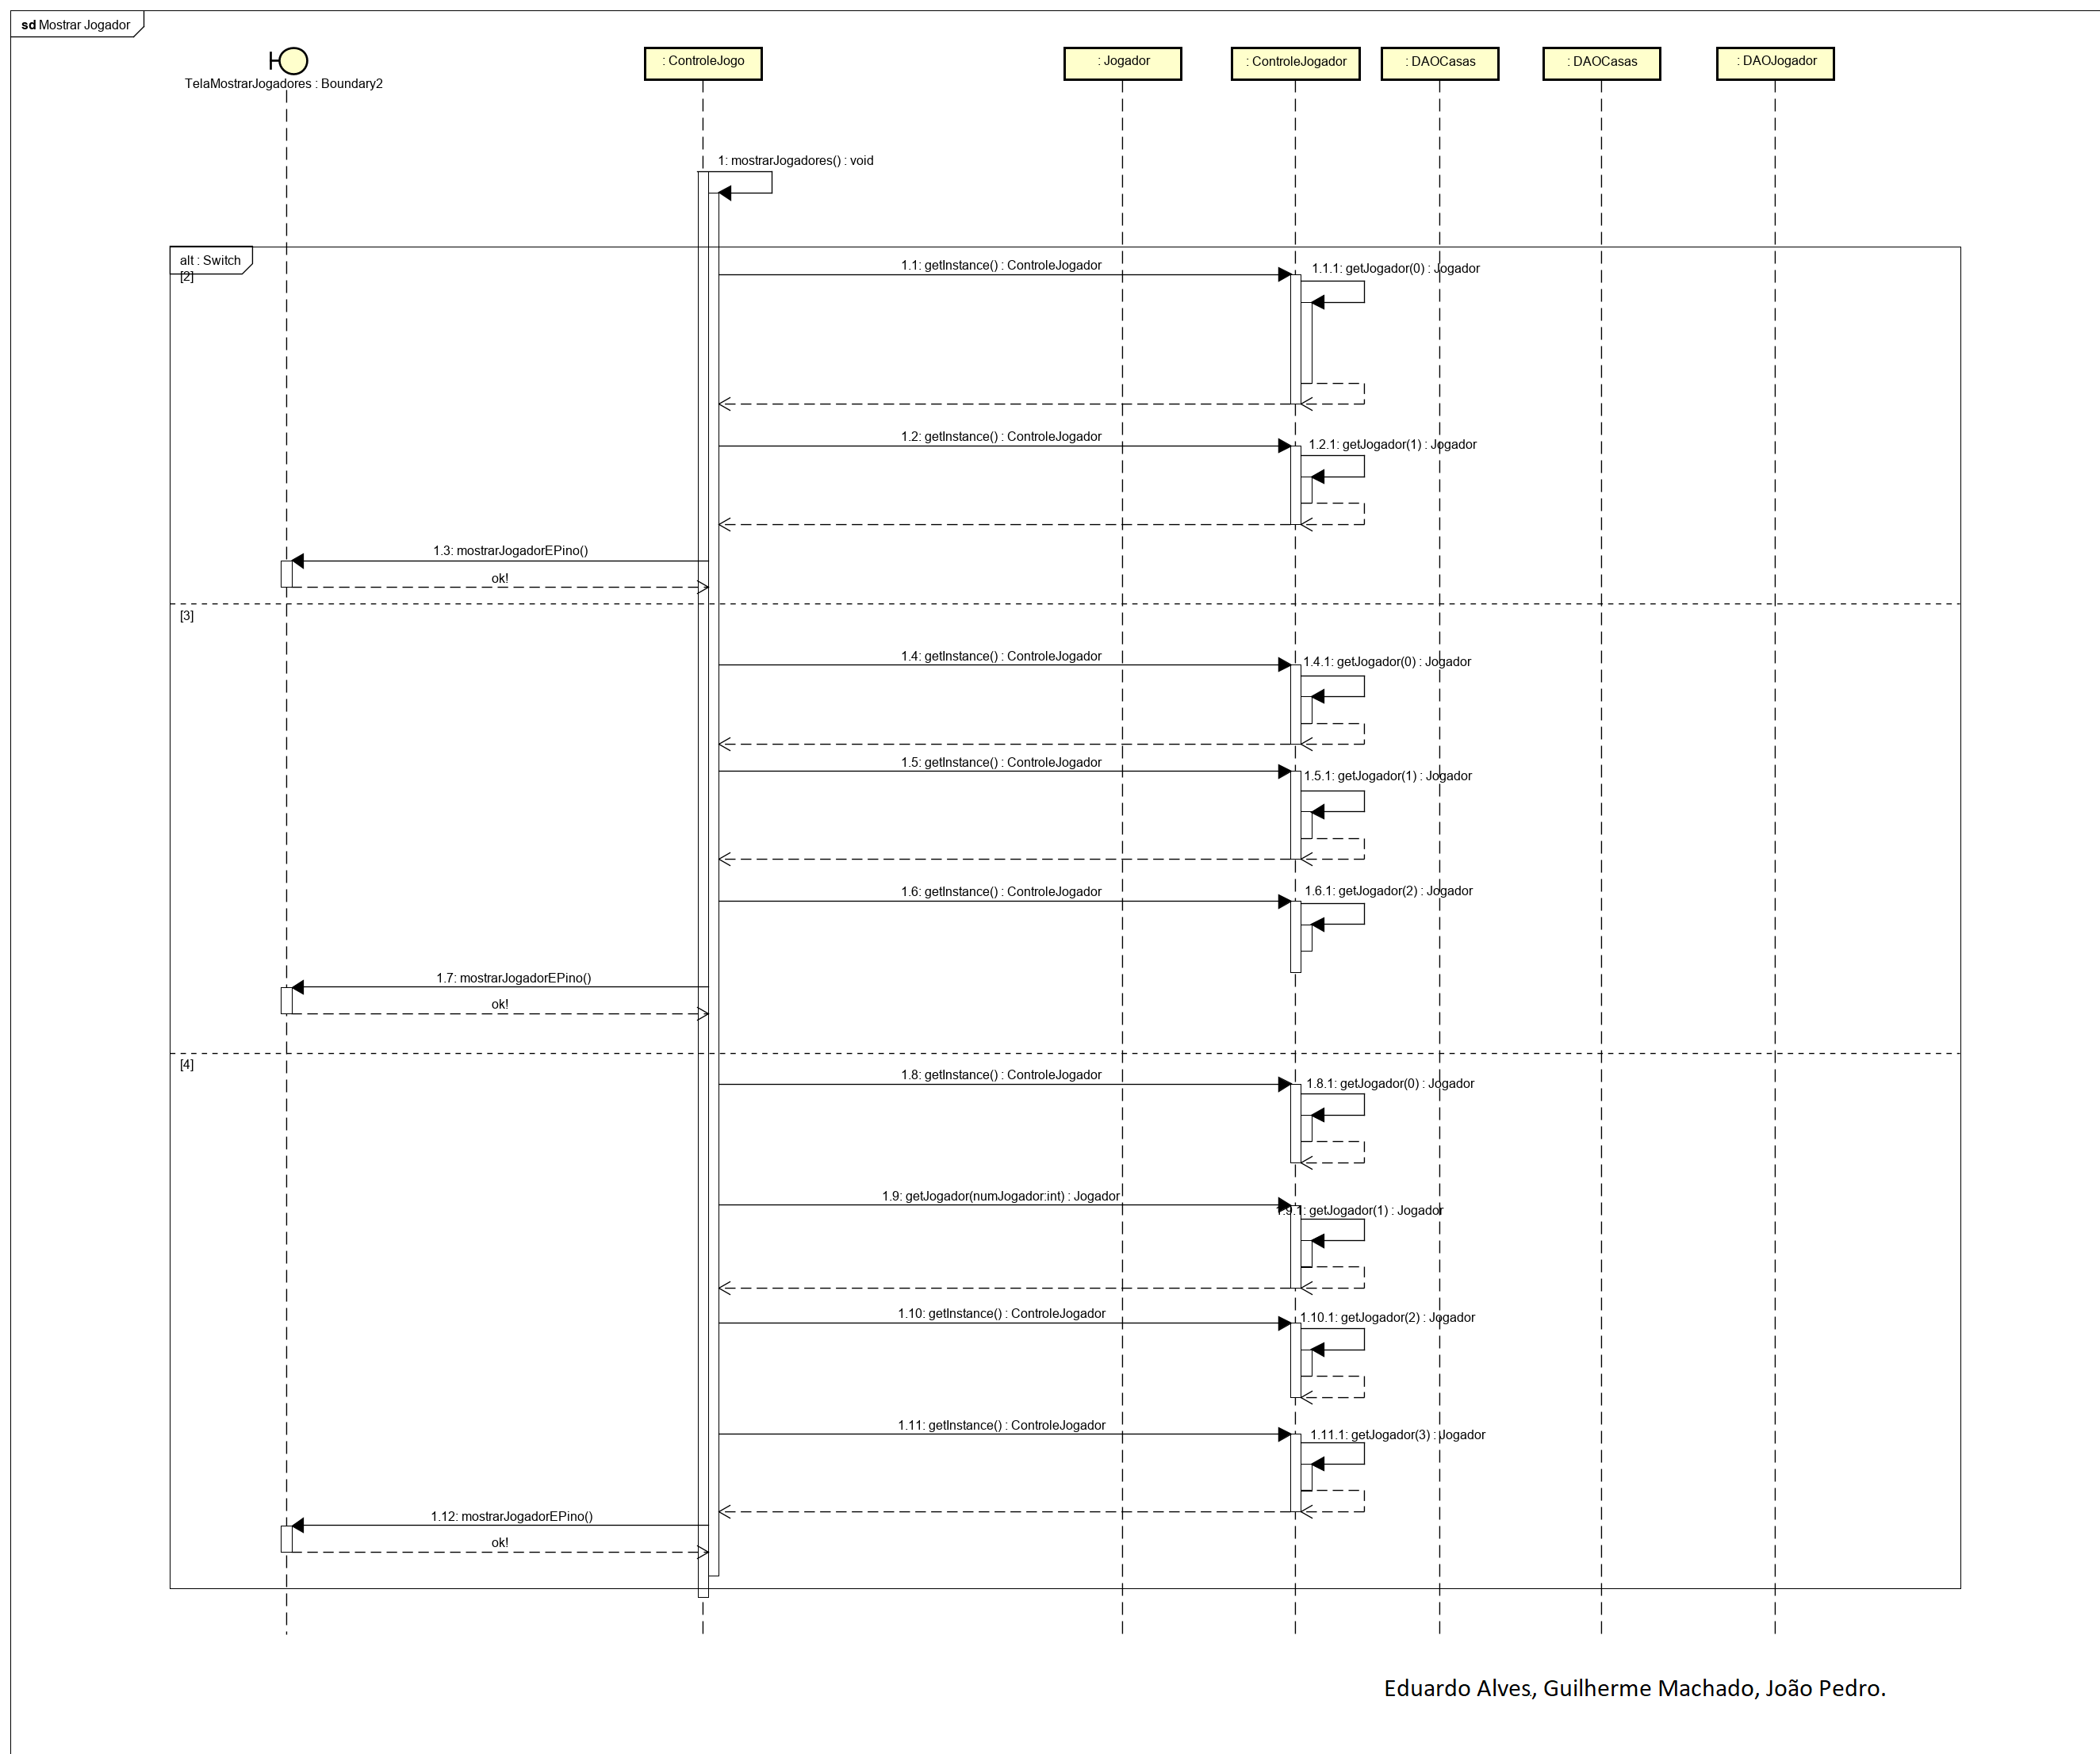 sd Mostrar Jogador
TelaMostrarJogadores : Boundary2
: ControleJogo
: Jogador
: ControleJogador
: DAOCasas
: DAOCasas
: DAOJogador
1: mostrarJogadores() : void
alt : Switch
[2]
1.1: getInstance() : ControleJogador
1.1.1: getJogador(0) : Jogador
1.2: getInstance() : ControleJogador
1.2.1: getJogador(1) : Jogador
1.3: mostrarJogadorEPino()
ok!
[3]
1.4: getInstance() : ControleJogador
1.4.1: getJogador(0) : Jogador
1.5: getInstance() : ControleJogador
1.5.1: getJogador(1) : Jogador
1.6: getInstance() : ControleJogador
1.6.1: getJogador(2) : Jogador
1.7: mostrarJogadorEPino()
ok!
[4]
1.8: getInstance() : ControleJogador
1.8.1: getJogador(0) : Jogador
1.9: getJogador(numJogador:int) : Jogador
1.9.1: getJogador(1) : Jogador
1.10: getInstance() : ControleJogador
1.10.1: getJogador(2) : Jogador
1.11: getInstance() : ControleJogador
1.11.1: getJogador(3) : Jogador
1.12: mostrarJogadorEPino()
ok!
Eduardo Alves, Guilherme Machado, João Pedro.